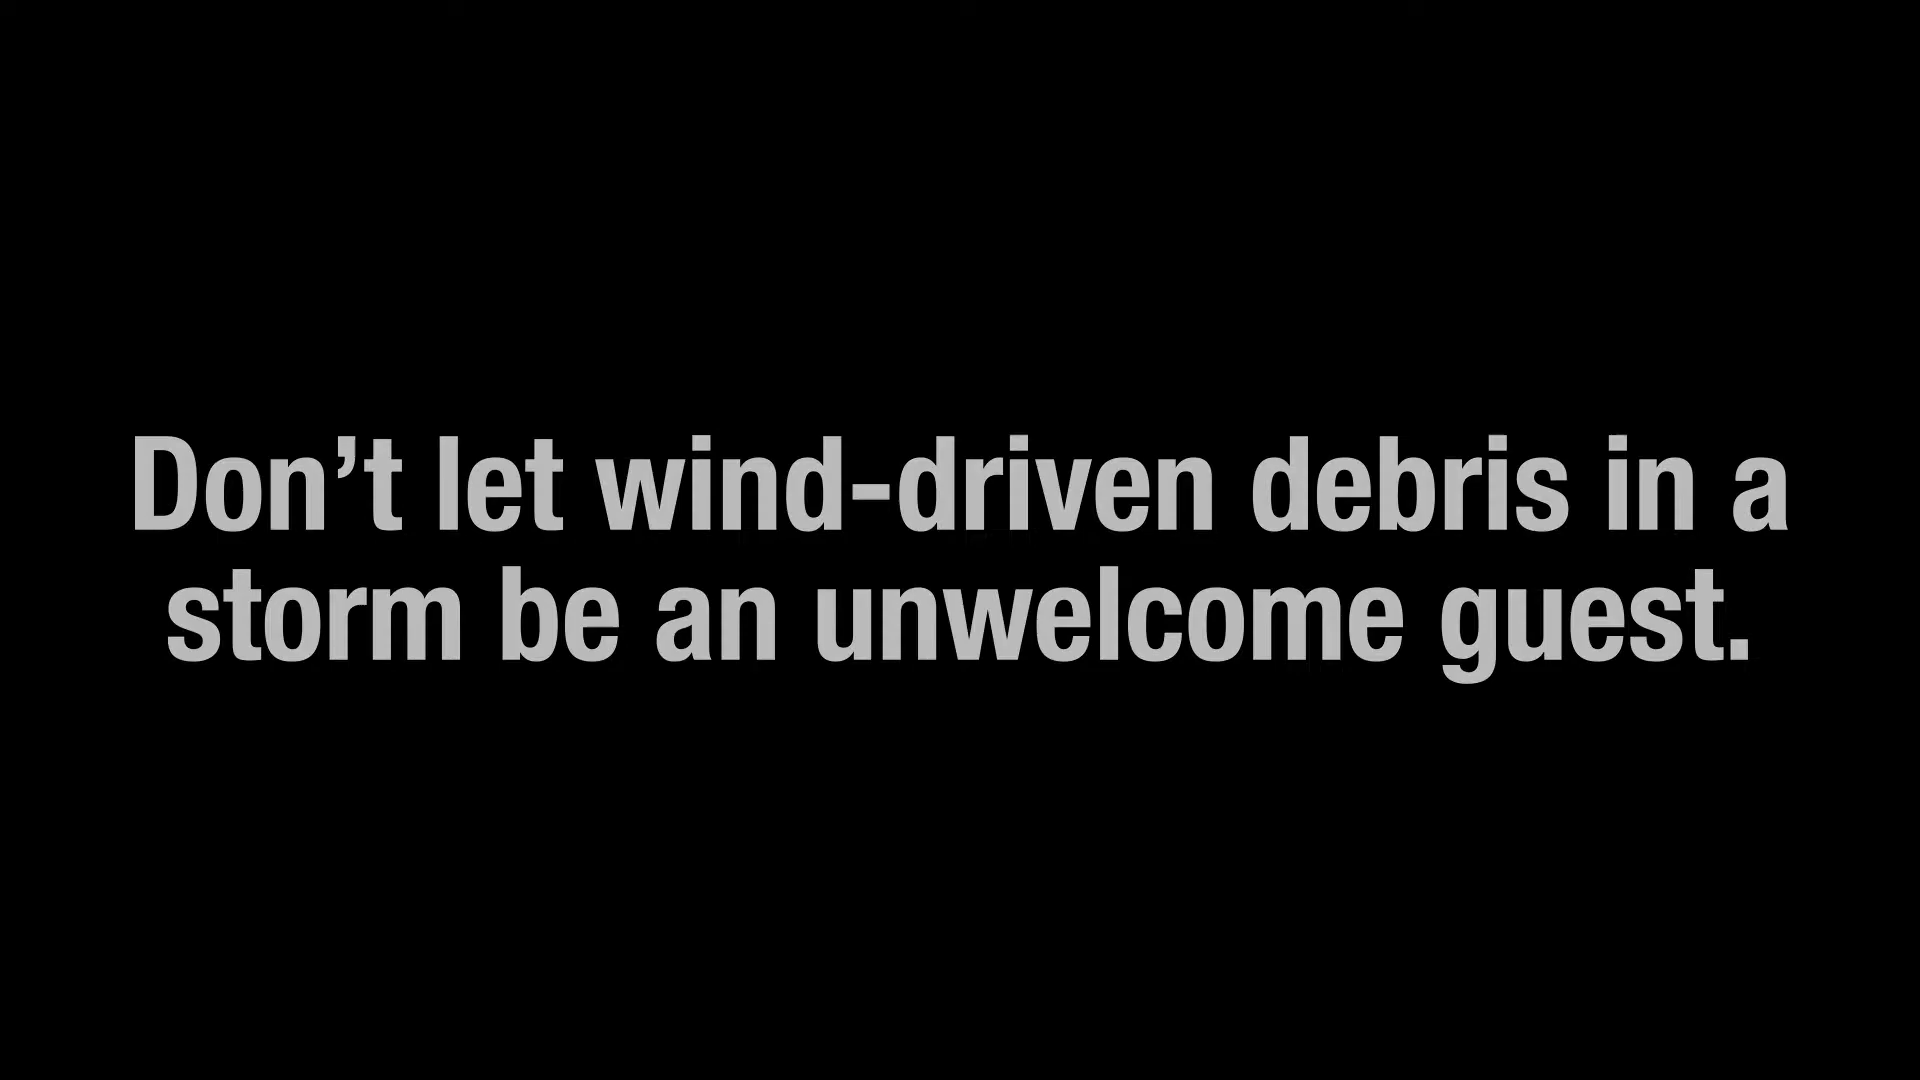 Don’t let wind-driven debris in a
storm be an unwelcome guest.